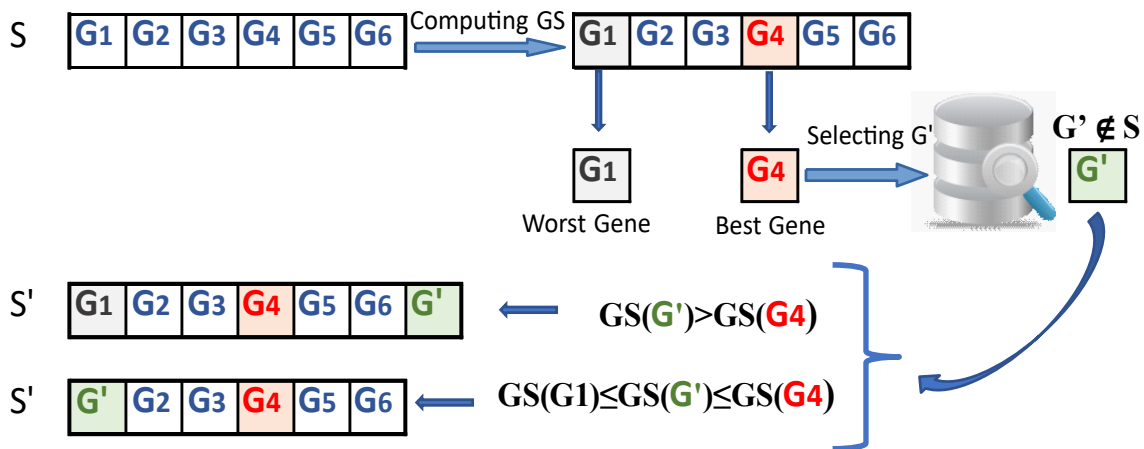 S G1 G2 G3 G4 G5 G6 Computing GS G1 G2 G3 G4 G5 G6
Selecting G' G’ ∉ S
G1 G4 G'
Worst Gene Best Gene
S' G1 G2 G3 G4 G5 G6 G' GS(G')>GS(G4)
S' G' G2 G3 G4 G5 G6 GS(G1)≤GS(G')≤GS(G4)